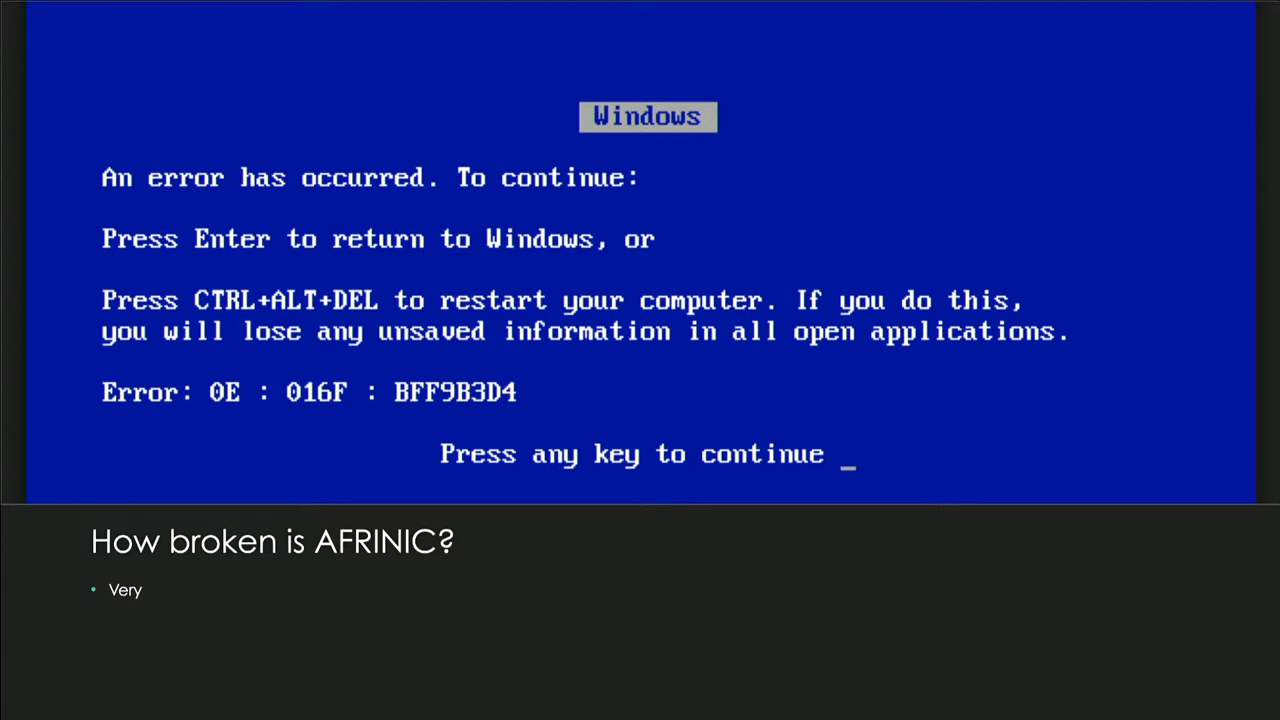 Windows
An error has occurred. To continue:
Press Enter to return to Windows, or
Press CTRL+ALT+DEL to restart your computer. If you do this,
you will lose any unsaved information in all open applications.
Error: 0E : 016F : BFF9B3D4
Press any key to continue _
How broken is AFRINIC?
• Very